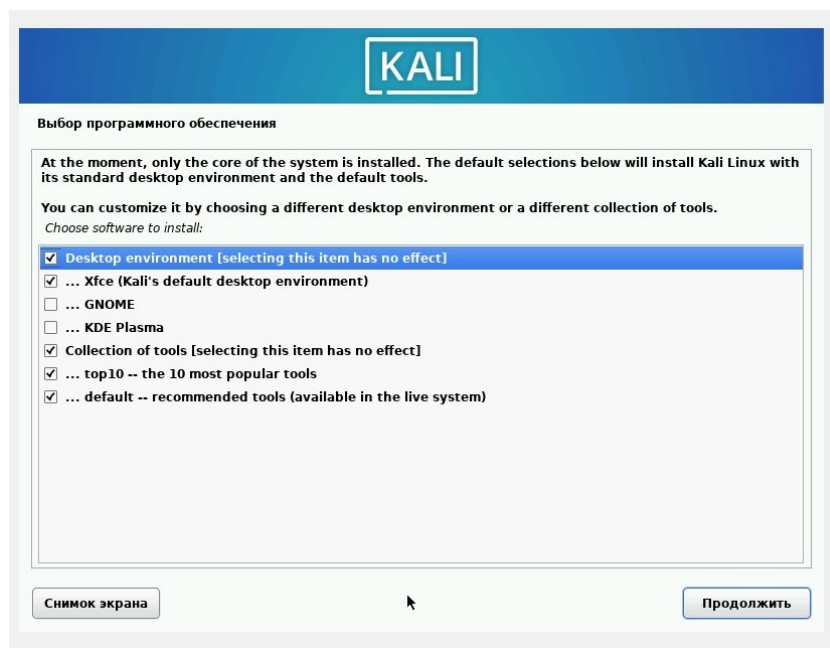 KALI
Выбор программного обеспечения
At the moment, only the core of the system is installed. The default selections below will install Kali Linux with
its standard desktop environment and the default tools.
You can customize it by choosing a different desktop environment or a different collection of tools.
Choose software to install:
Desktop environment [selecting this item has no effect]
... Xfce (Kali's default desktop environment)
... GNOME
... KDE Plasma
Collection of tools [selecting this item has no effect]
... top10 -- the 10 most popular tools
... default -- recommended tools (available in the live system)
Снимок экрана
Продолжить